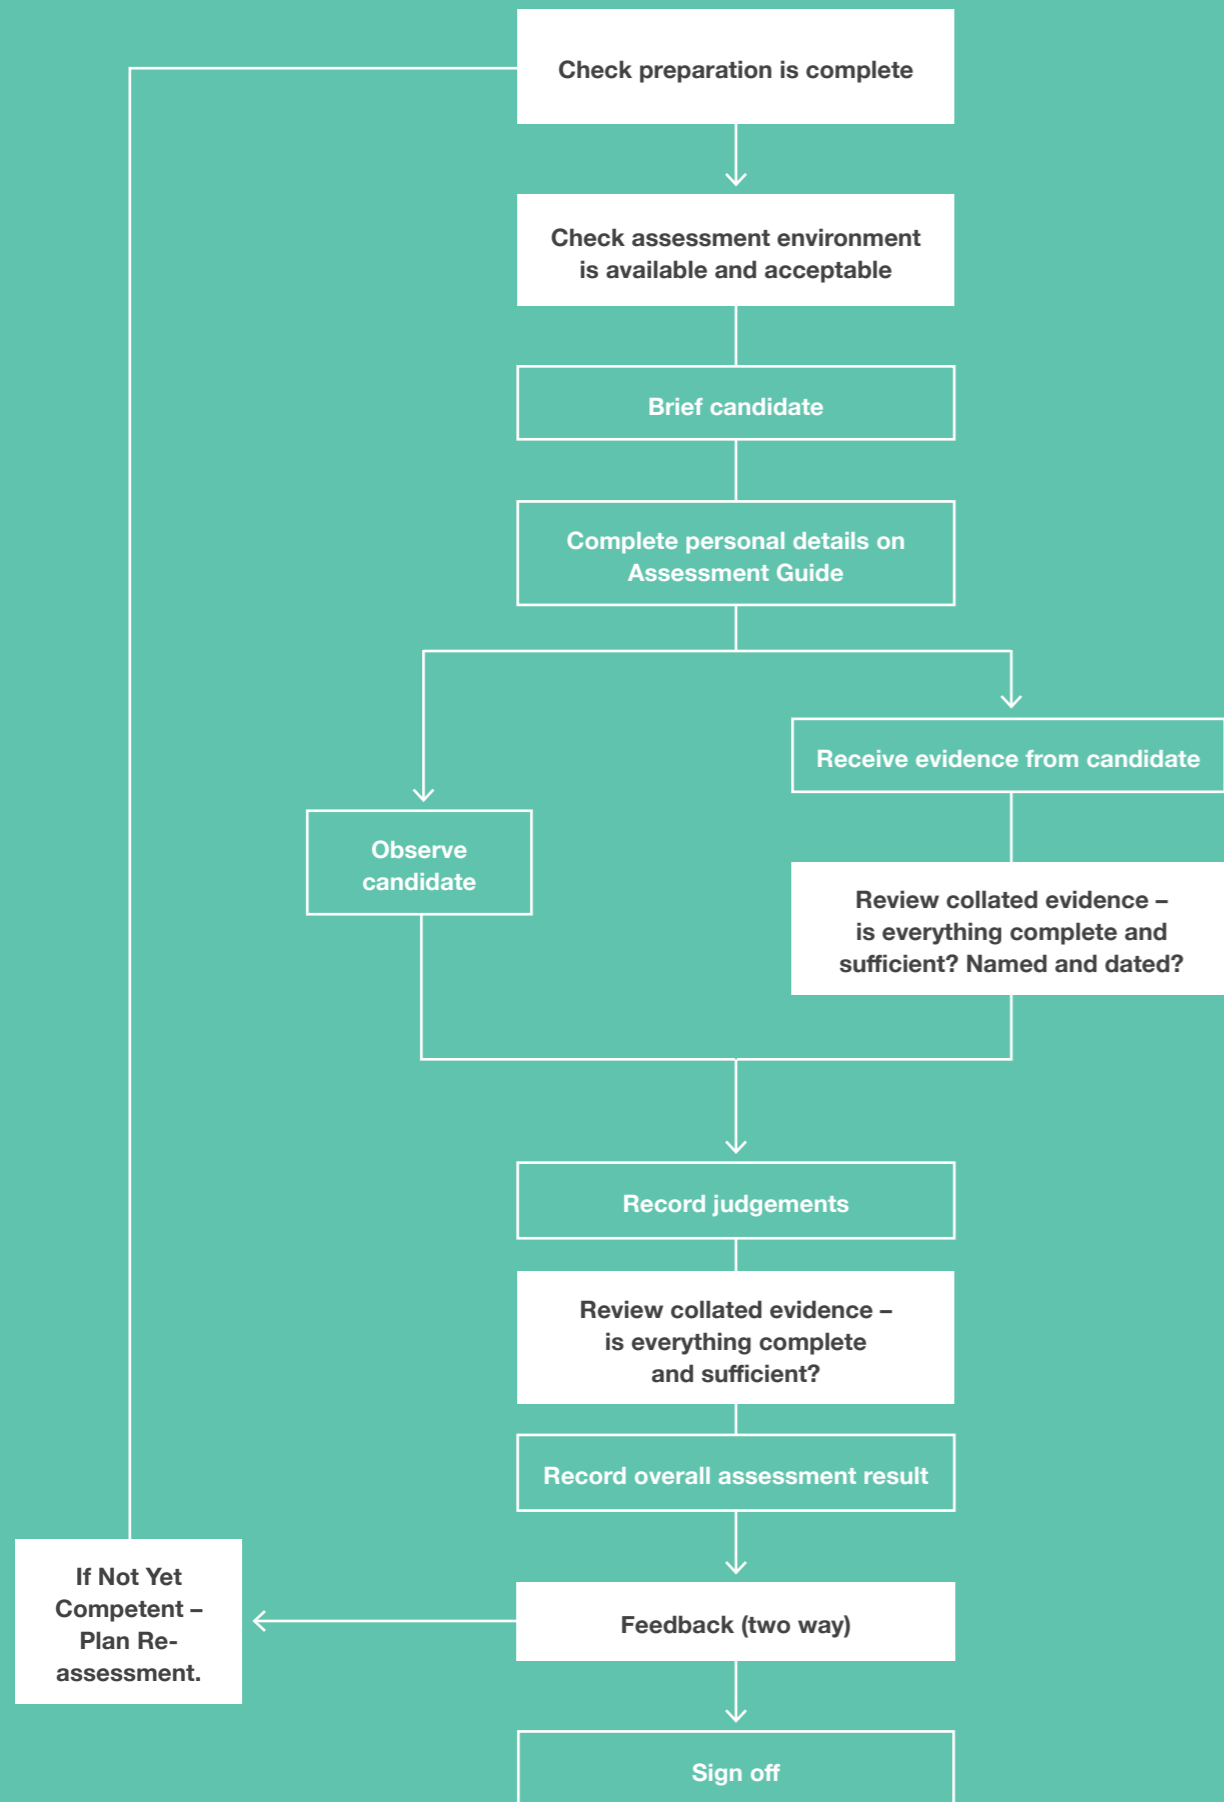 Check preparation is complete
Check assessment environment
is available and acceptable
Brief candidate
Complete personal details on
Assessment Guide
Receive evidence from candidate
Observe
candidate
Review collated evidence –
is everything complete and
sufficient? Named and dated?
Record judgements
Review collated evidence –
is everything complete
and sufficient?
Record overall assessment result
If Not Yet
Competent –
Plan Re-
assessment.
Feedback (two way)
Sign off